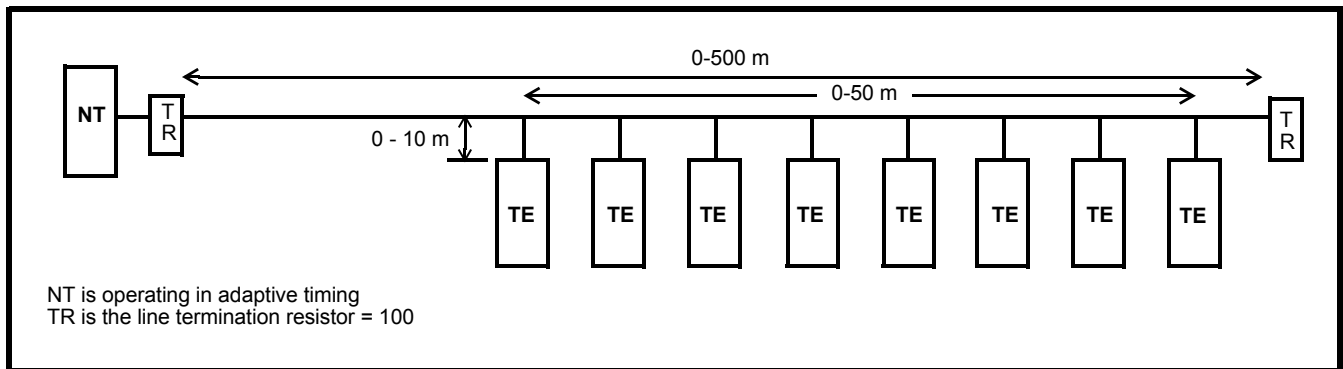 0-500 m
0-50 m
NT
T
R
T
R
0 - 10 m
TE TE TE TE TE TE TE TE
NT is operating in adaptive timing
TR is the line termination resistor = 100